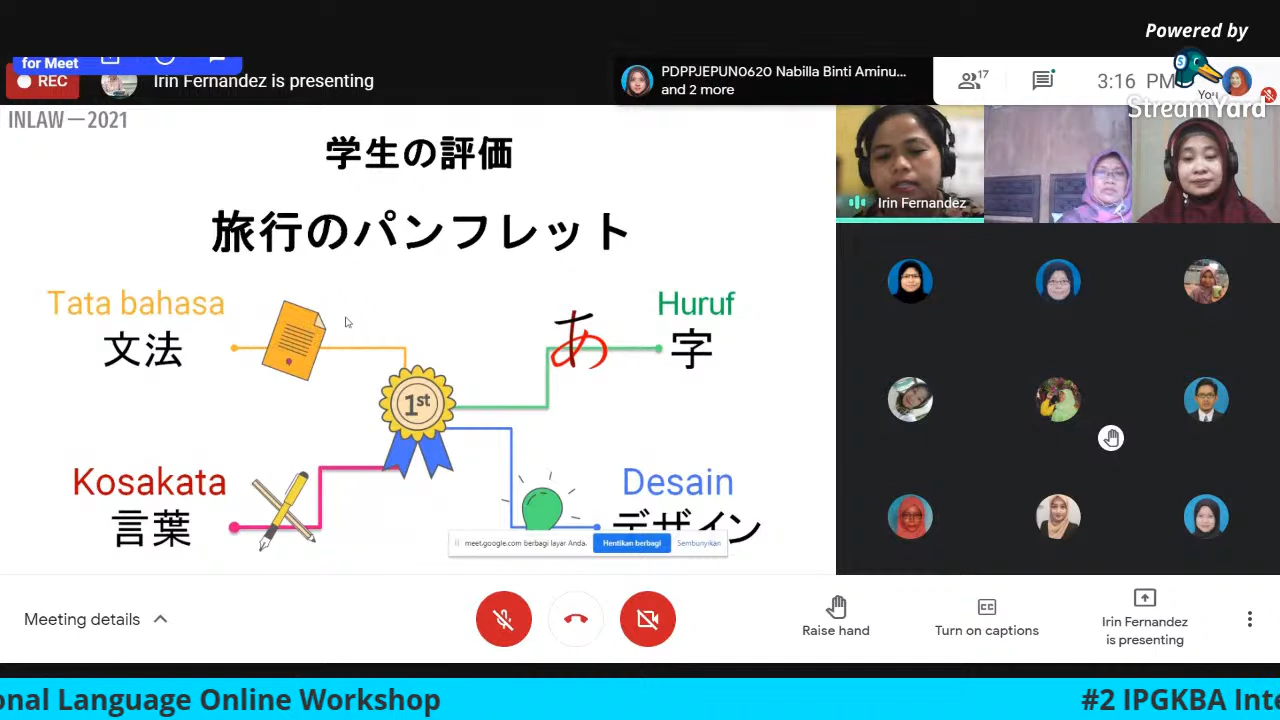 Powered by
for Meet
REC
Irin Fernandez is presenting
PDPPJEPUN0620 Nabilla Binti Aminu...
and 2 more
17
3:16 PM
You
StreamYard
INLAW—2021
学生の評価
旅行のパンフレット
Irin Fernandez
Tata bahasa
文法
Huruf
字
あ
1st
Kosakata
言葉
Desain
デザイン
meet.google.com berbagi layar Anda.
Hentikan berbagi
Sembunyikan
Meeting details
Raise hand
Turn on captions
Irin Fernandez
is presenting
onal Language Online Workshop
#2 IPGKBA Inte